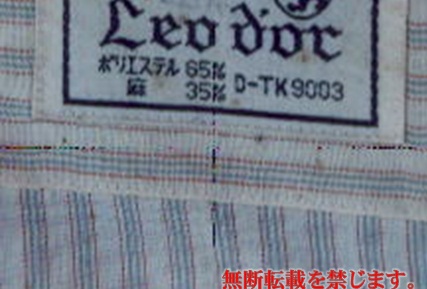 Leo d'or
ポリエステル 65%
麻 35% D-TK9003
無断転載を禁じます。